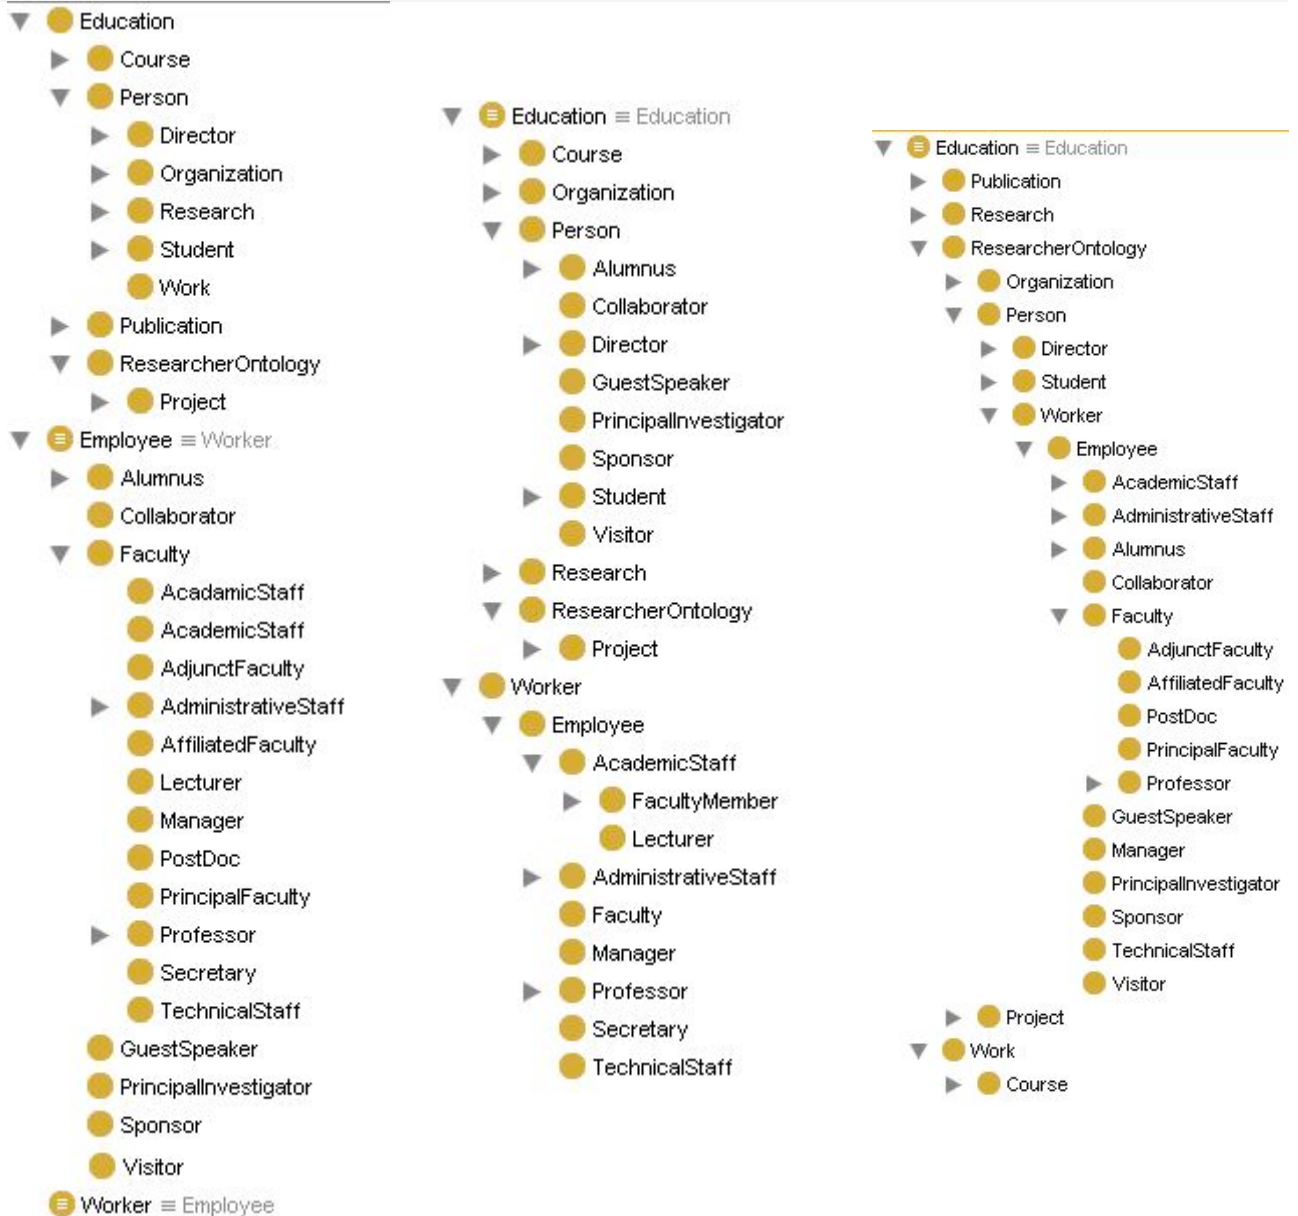 Education
Course
Person
Director
Organization
Research
Student
Work
Publication
ResearcherOntology
Project
Employee ≡ Worker
Alumnus
Collaborator
Faculty
AcadamicStaff
AcademicStaff
AdjunctFaculty
AdministrativeStaff
AffiliatedFaculty
Lecturer
Manager
PostDoc
PrincipalFaculty
Professor
Secretary
TechnicalStaff
GuestSpeaker
PrincipalInvestigator
Sponsor
Visitor
Worker ≡ Employee
Education ≡ Education
Course
Organization
Person
Alumnus
Collaborator
Director
GuestSpeaker
PrincipalInvestigator
Sponsor
Student
Visitor
Research
ResearcherOntology
Project
Worker
Employee
AcademicStaff
FacultyMember
Lecturer
AdministrativeStaff
Faculty
Manager
Professor
Secretary
TechnicalStaff
Education ≡ Education
Publication
Research
ResearcherOntology
Organization
Person
Director
Student
Worker
Employee
AcademicStaff
AdministrativeStaff
Alumnus
Collaborator
Faculty
AdjunctFaculty
AffiliatedFaculty
PostDoc
PrincipalFaculty
Professor
GuestSpeaker
Manager
PrincipalInvestigator
Sponsor
TechnicalStaff
Visitor
Project
Work
Course